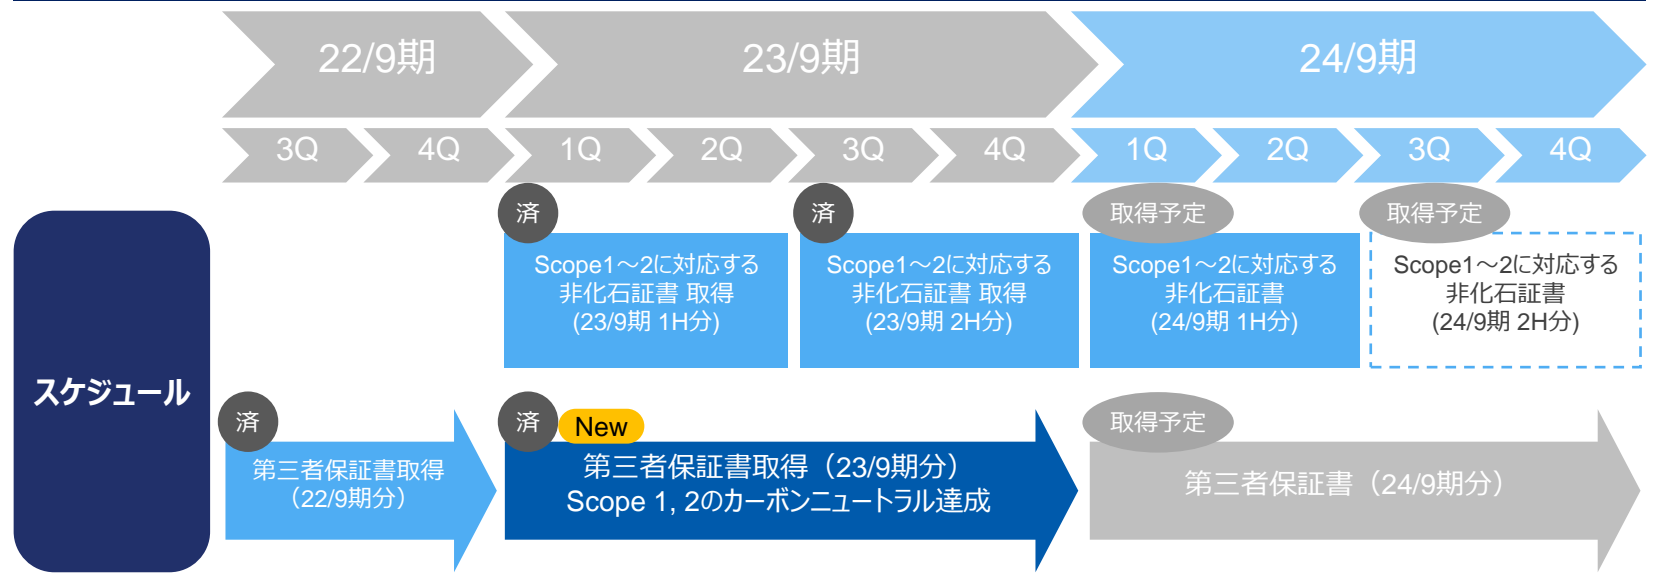 22/9期
23/9期
24/9期
3Q
4Q
1Q
2Q
3Q
4Q
1Q
2Q
3Q
4Q
スケジュール
済
Scope1～2に対応する
非化石証書 取得
(23/9期 1H分)
済
Scope1～2に対応する
非化石証書 取得
(23/9期 2H分)
取得予定
Scope1～2に対応する
非化石証書
(24/9期 1H分)
取得予定
Scope1～2に対応する
非化石証書
(24/9期 2H分)
済
第三者保証書取得
（22/9期分）
済
New
第三者保証書取得（23/9期分）
Scope 1, 2のカーボンニュートラル達成
取得予定
第三者保証書（24/9期分）